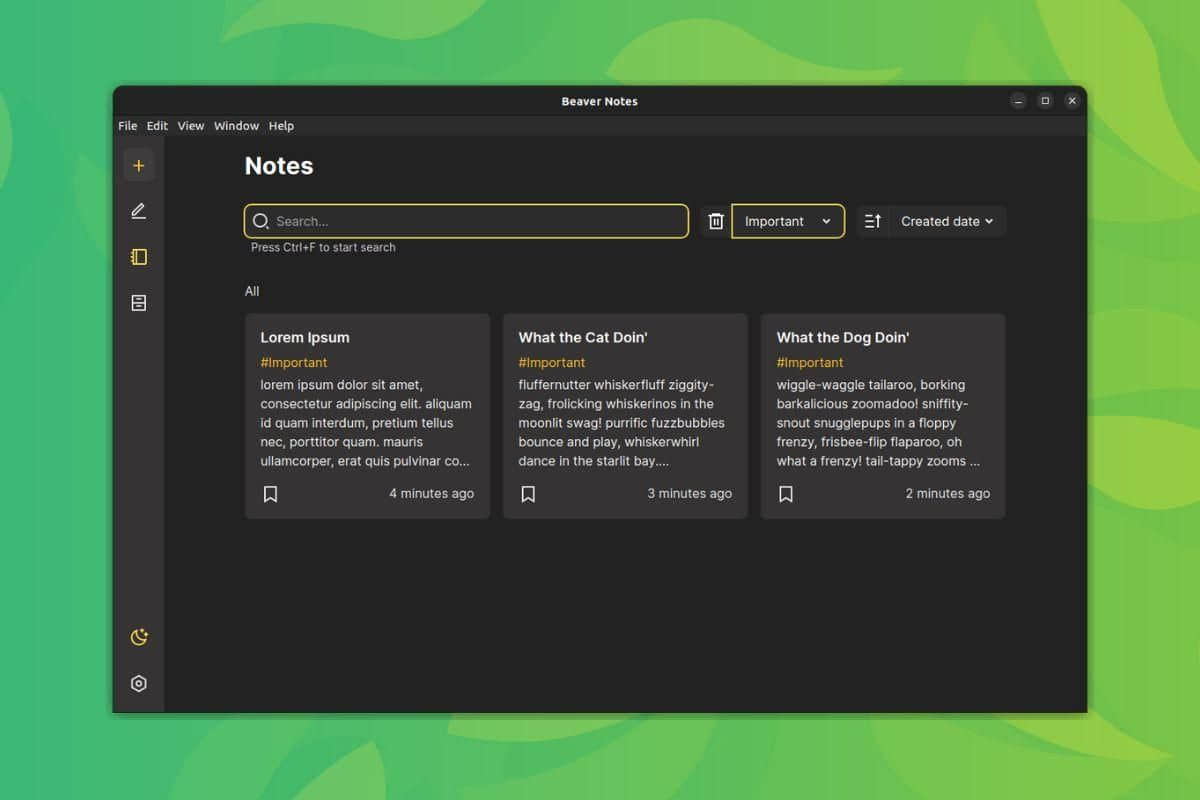 Beaver Notes
File Edit View Window Help
Notes
Search...
Important
Created date
Press Ctrl+F to start search
All
Lorem Ipsum
#Important
lorem ipsum dolor sit amet,
consectetur adipiscing elit. aliquam
id quam interdum, pretium tellus
nec, porttitor quam. mauris
ullamcorper, erat quis pulvinar co...
4 minutes ago
What the Cat Doin'
#Important
fluffernutter whiskerfluff ziggity-
zag, frolicking whiskerinos in the
moonlit swag! purrific fuzzbubbles
bounce and play, whiskerwhirl
dance in the starlit bay....
3 minutes ago
What the Dog Doin'
#Important
wiggle-waggle tailaroo, borking
barkalicious zoomadoo! sniffity-
snout snugglepups in a floppy
frenzy, frisbee-flip flaparoo, oh
what a frenzy! tail-tappy zooms ...
2 minutes ago